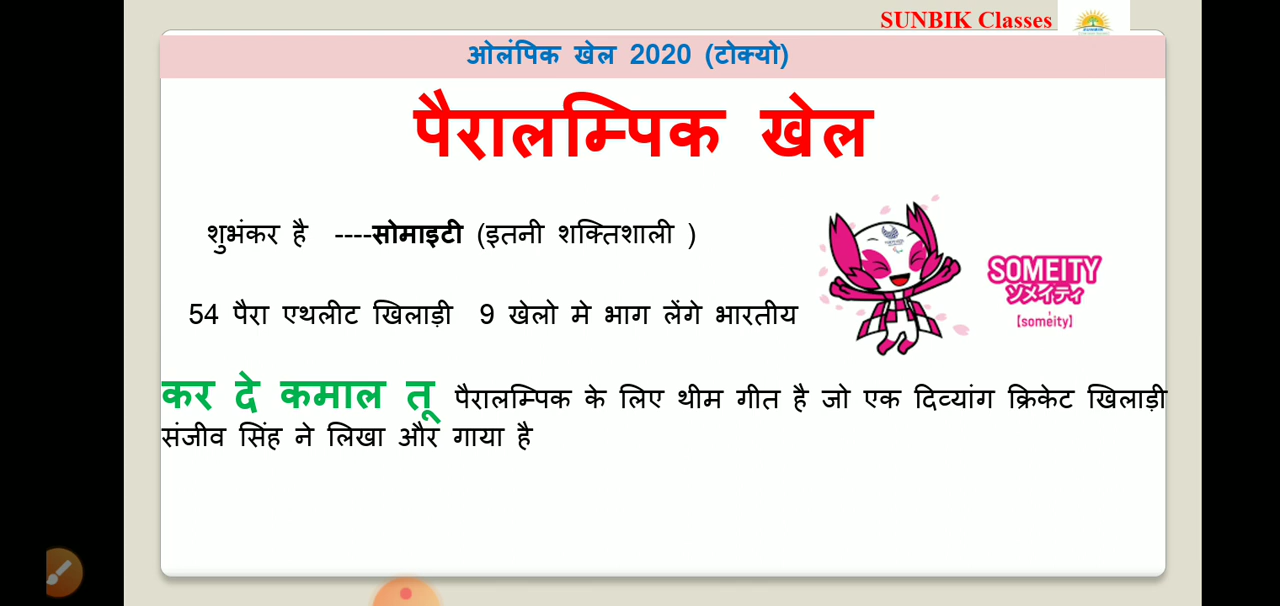 SUNBIK Classes
ओलंपिक खेल 2020 (टोक्यो)
पैरालम्पिक खेल
शुभंकर है ----सोमाइटी (इतनी शक्तिशाली )
SOMEITY
ソメイティ
[someity]
54 पैरा एथलीट खिलाड़ी 9 खेलो मे भाग लेंगे भारतीय
कर दे कमाल तू पैरालम्पिक के लिए थीम गीत है जो एक दिव्यांग क्रिकेट खिलाड़ी
संजीव सिंह ने लिखा और गाया है